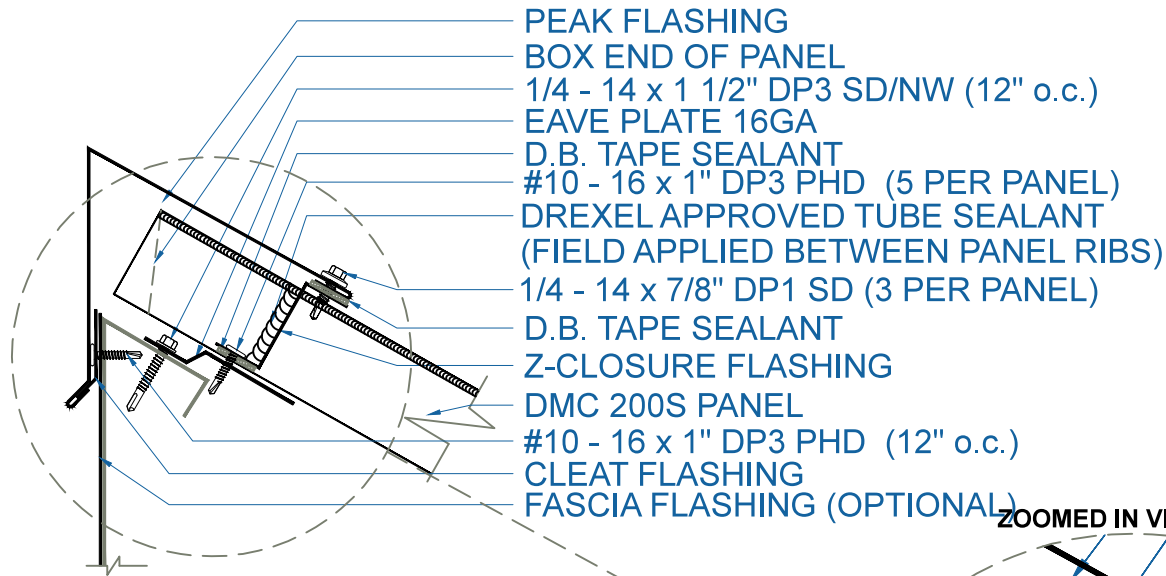 PEAK FLASHING
BOX END OF PANEL
1/4 - 14 x 1 1/2" DP3 SD/NW (12" o.c.)
EAVE PLATE 16GA
D.B. TAPE SEALANT
#10 - 16 x 1" DP3 PHD (5 PER PANEL)
DREXEL APPROVED TUBE SEALANT
(FIELD APPLIED BETWEEN PANEL RIBS)
1/4 - 14 x 7/8" DP1 SD (3 PER PANEL)
D.B. TAPE SEALANT
Z-CLOSURE FLASHING
DMC 200S PANEL
#10 - 16 x 1" DP3 PHD (12" o.c.)
CLEAT FLASHING
FASCIA FLASHING (OPTIONAL)
ZOOMED IN